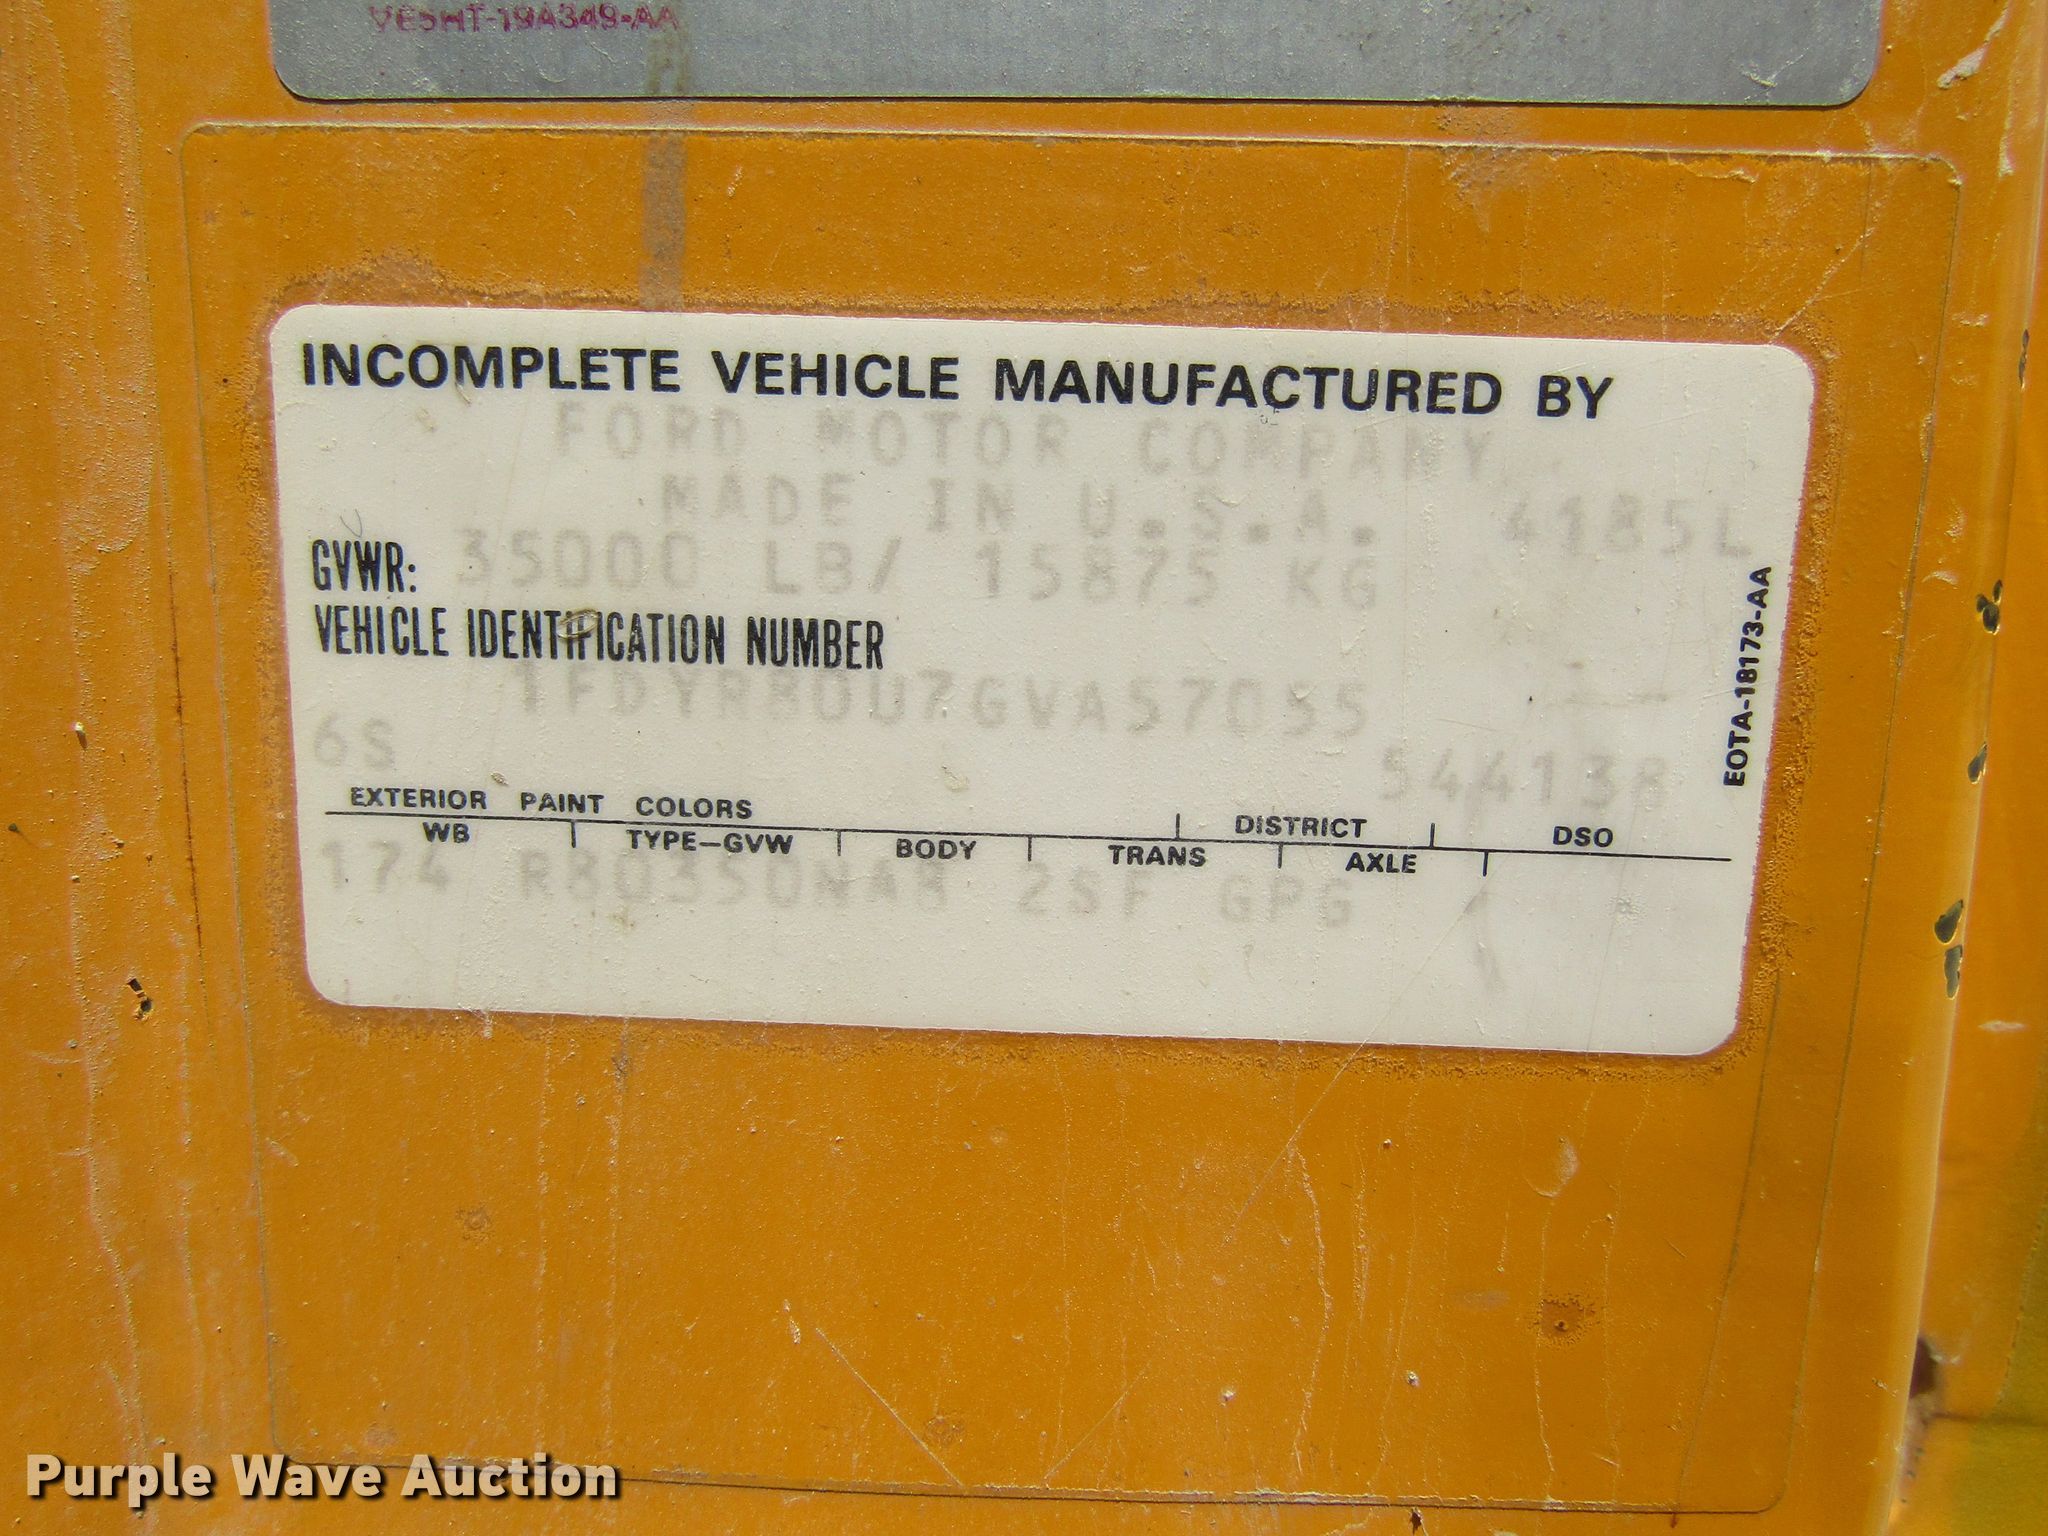 VE5HT-19A349-AA
INCOMPLETE VEHICLE MANUFACTURED BY
FORD MOTOR COMPANY
MADE IN U.S.A. 4185L
GVWR: 35000 LB/ 15875 KG
VEHICLE IDENTIFICATION NUMBER
1FDYR80U7GVA57055
6S 544138
EOTA-18173-AA
EXTERIOR PAINT COLORS DISTRICT DSO
WB TYPE-GVW BODY TRANS AXLE
174 R80350NA8 2SF GPG
Purple Wave Auction